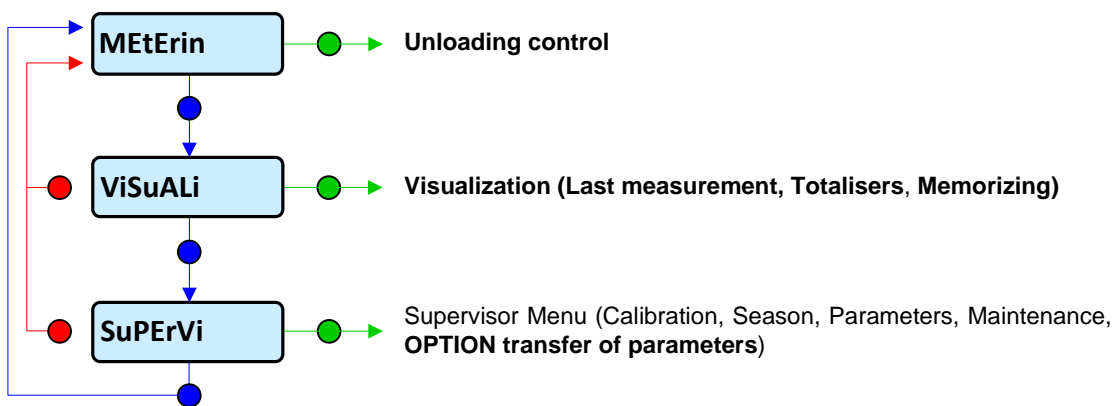 MEtErin
Unloading control
ViSuALi
Visualization (Last measurement, Totalisers, Memorizing)
SuPErVi
Supervisor Menu (Calibration, Season, Parameters, Maintenance,
OPTION transfer of parameters)